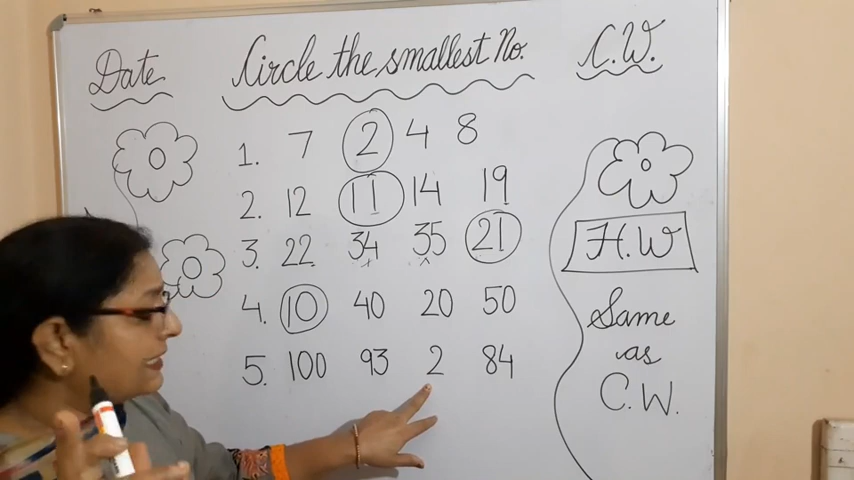 Date Circle the smallest No. C.W.
1. 7 2 4 8
2. 12 11 14 19
3. 22 34 35 21
4. 10 40 20 50
5. 100 93 2 84
H.W
Same
as
C.W.